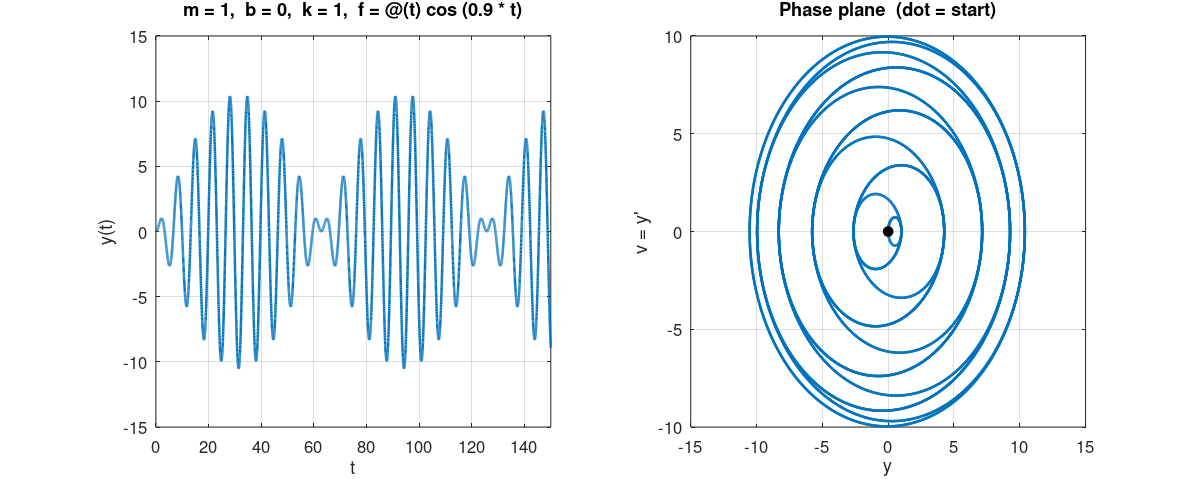 m = 1,  b = 0,  k = 1,  f = @(t) cos (0.9 * t)
15
10
5
0
-5
-10
-15
0 20 40 60 80 100 120 140
t
y(t)
Phase plane  (dot = start)
10
5
0
-5
-10
-15 -10 -5 0 5 10 15
y
v = y'